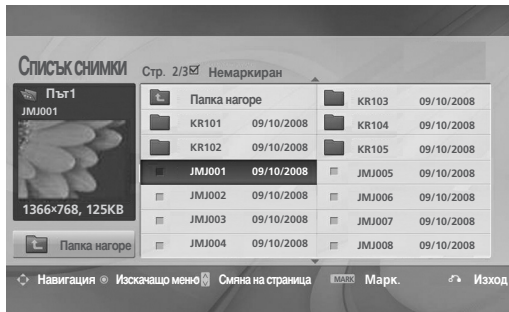 Списък снимки
Стр. 2/3 Немаркиран
Път1
JMJ001
1366×768, 125KB
Папка нагоре
Папка нагоре
KR101 09/10/2008
KR102 09/10/2008
JMJ001 09/10/2008
JMJ002 09/10/2008
JMJ003 09/10/2008
JMJ004 09/10/2008
KR103 09/10/2008
KR104 09/10/2008
KR105 09/10/2008
JMJ005 09/10/2008
JMJ006 09/10/2008
JMJ007 09/10/2008
JMJ008 09/10/2008
Навигация Изскачащо меню Смяна на страница MARK Марк. Изход